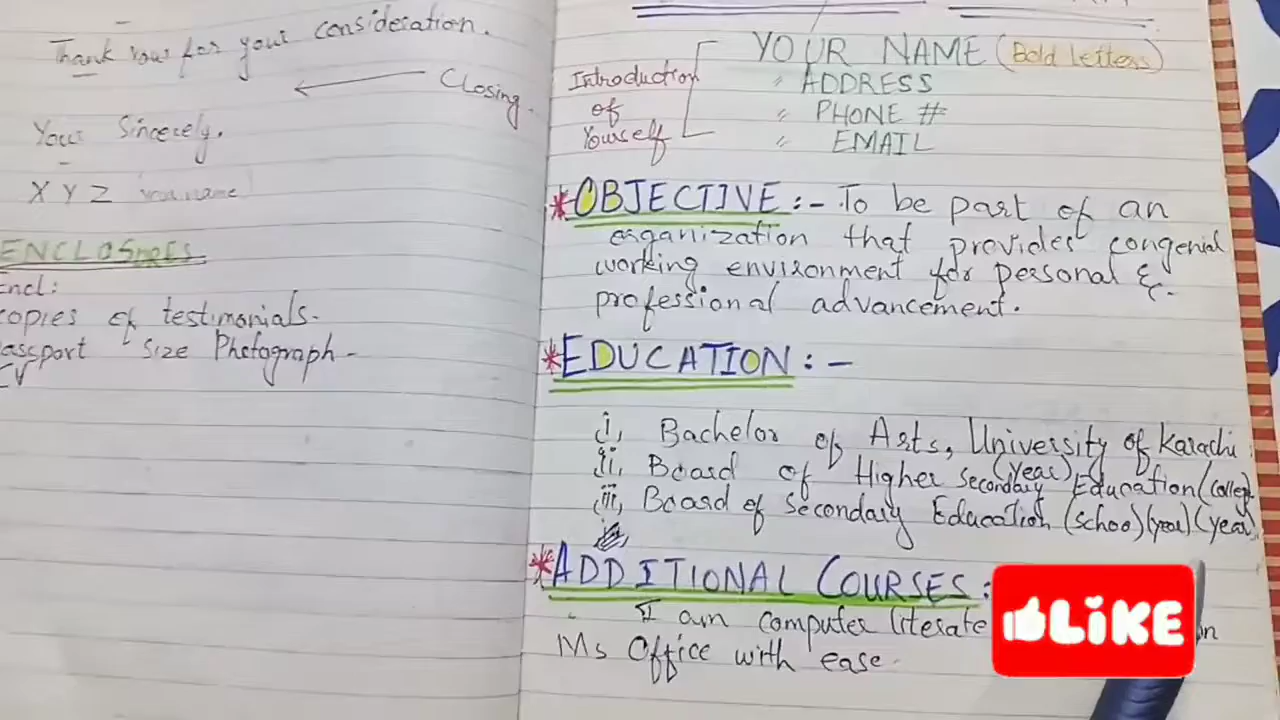 Thank You for your consideration.
Closing.
Your Sincerely,
X Y Z
ENCLOSRES
Encl:
copies of testimonials.
passport size Photograph -
CV
YOUR NAME (Bold letters)
Introduction of Yourself
" ADDRESS
" PHONE #
" EMAIL
*OBJECTIVE :- To be part of an
organization that provides congenial
working environment for personal &
professional advancement.
*EDUCATION :-
i, Bachelor of Arts, University of Karachi
(year)
ii, Board of Higher Secondary Education (college
iii, Board of Secondary Education (school) (year) (year)
*ADDITIONAL COURSES :
I am computer literate
Ms Office with ease.
LiKE